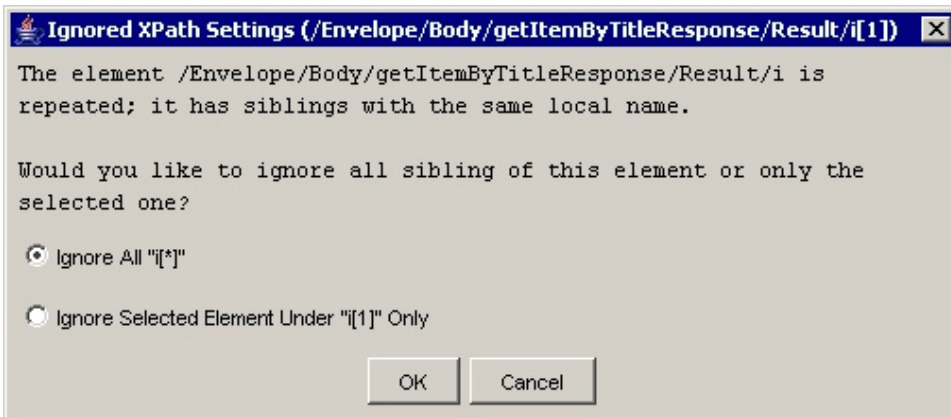 Ignored XPath Settings (/Envelope/Body/getItemByTitleResponse/Result/i[1])
The element /Envelope/Body/getItemByTitleResponse/Result/i is
repeated; it has siblings with the same local name.
Would you like to ignore all sibling of this element or only the
selected one?
Ignore All "i[*]"
Ignore Selected Element Under "i[1]" Only
OK Cancel